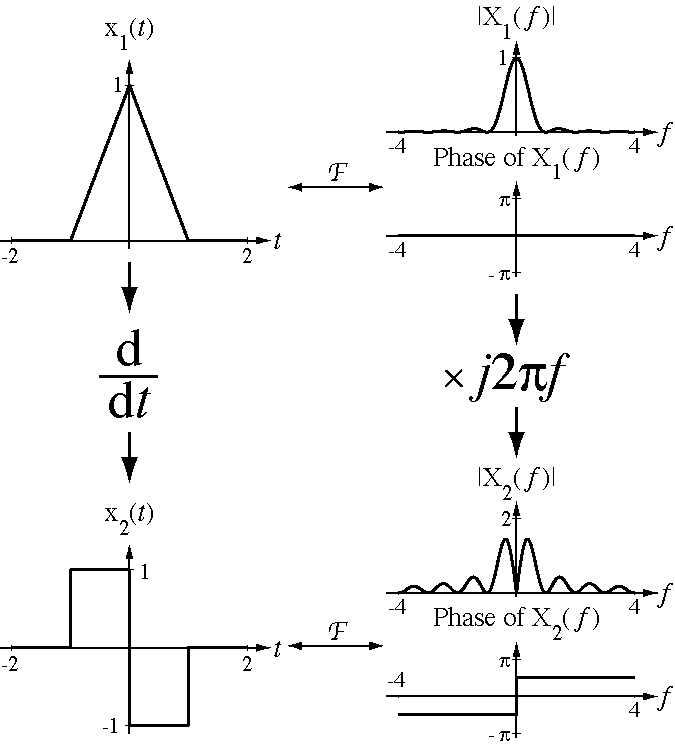 x₁(t)
|X₁(f)|
1
1
-4 4 f
Phase of X₁(f)
ℱ
π
-4 4 f
-π
-2 2 t
d
dt
× j2πf
x₂(t)
|X₂(f)|
2
1
-4 4 f
Phase of X₂(f)
ℱ
-2 2 t
π
-4 4 f
-1
-π